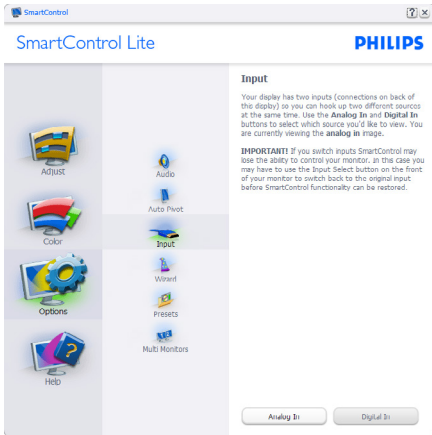 SmartControl
SmartControl Lite
PHILIPS
Adjust
Color
Options
Help
Audio
Auto Pivot
Input
Wizard
Presets
Multi Monitors
Input
Your display has two inputs (connections on back of
this display) so you can hook up two different sources
at the same time. Use the Analog In and Digital In
buttons to select which source you'd like to view. You
are currently viewing the analog in image.
IMPORTANT! If you switch inputs SmartControl may
lose the ability to control your monitor. In this case you
may have to use the Input Select button on the front
of your monitor to switch back to the original input
before SmartControl functionality can be restored.
Analog In
Digital In